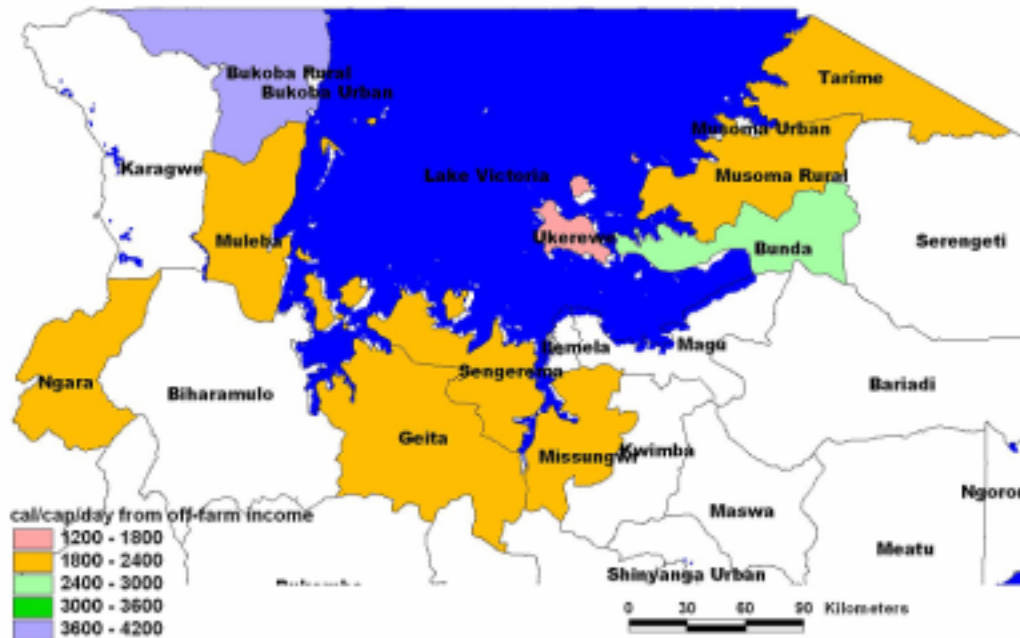 Tarime
Bukoba Rural
Bukoba Urban
Musoma Urban
Karagwe
Lake Victoria
Musoma Rural
Ukerewe
Muleba
Bunda
Serengeti
Magu
Sengerema
Ngara
Biharamulo
Bariadi
Geita
Missungwi
Kwimba
Maswa
Meatu
Shinyanga Urban
cal/cap/day from off-farm income
1200 - 1800
1800 - 2400
2400 - 3000
3000 - 3600
3600 - 4200
0 30 60 90 Kilometers